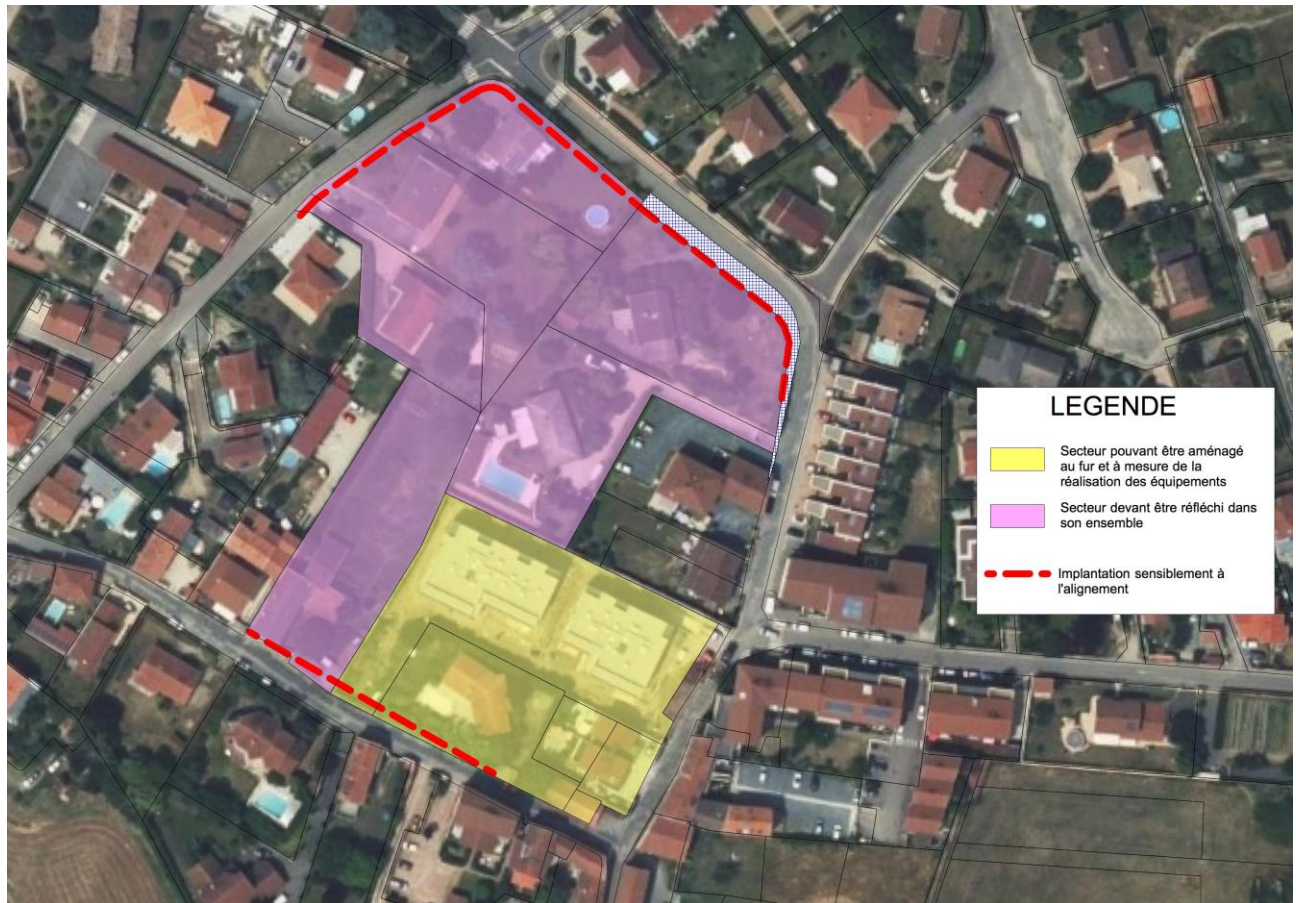 LEGENDE
Secteur pouvant être aménagé
au fur et à mesure de la
réalisation des équipements
Secteur devant être réfléchi dans
son ensemble
Implantation sensiblement à
l'alignement